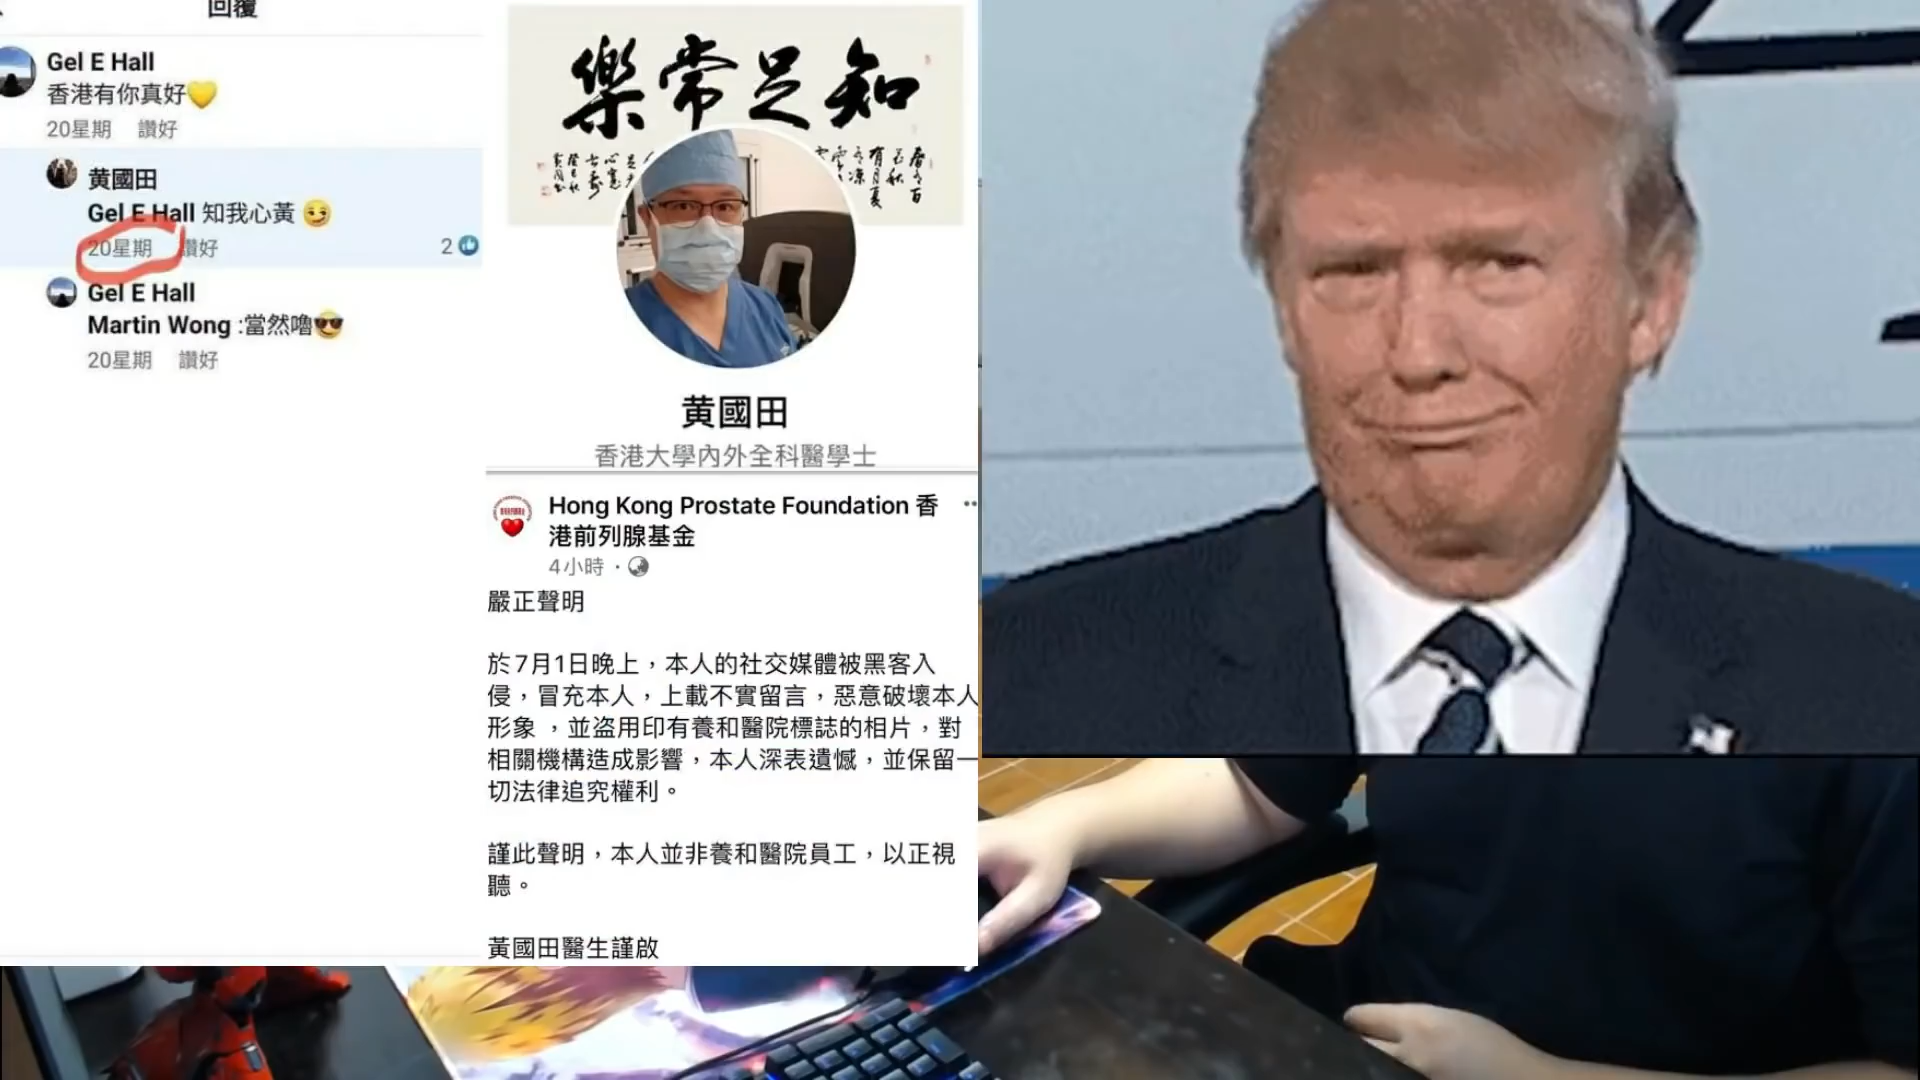 回覆
Gel E Hall
香港有你真好💛
20星期 讚好
黃國田
Gel E Hall 知我心黃 😏
20星期 讚好 2
Gel E Hall
Martin Wong :當然嚕😎
20星期 讚好
樂常足知
黃國田
香港大學內外全科醫學士
Hong Kong Prostate Foundation 香
港前列腺基金
4小時 ·
嚴正聲明
於7月1日晚上，本人的社交媒體被黑客入
侵，冒充本人，上載不實留言，惡意破壞本人
形象 ，並盗用印有養和醫院標誌的相片，對
相關機構造成影響，本人深表遺憾，並保留一
切法律追究權利。
謹此聲明，本人並非養和醫院員工，以正視
聽。
黃國田醫生謹啟